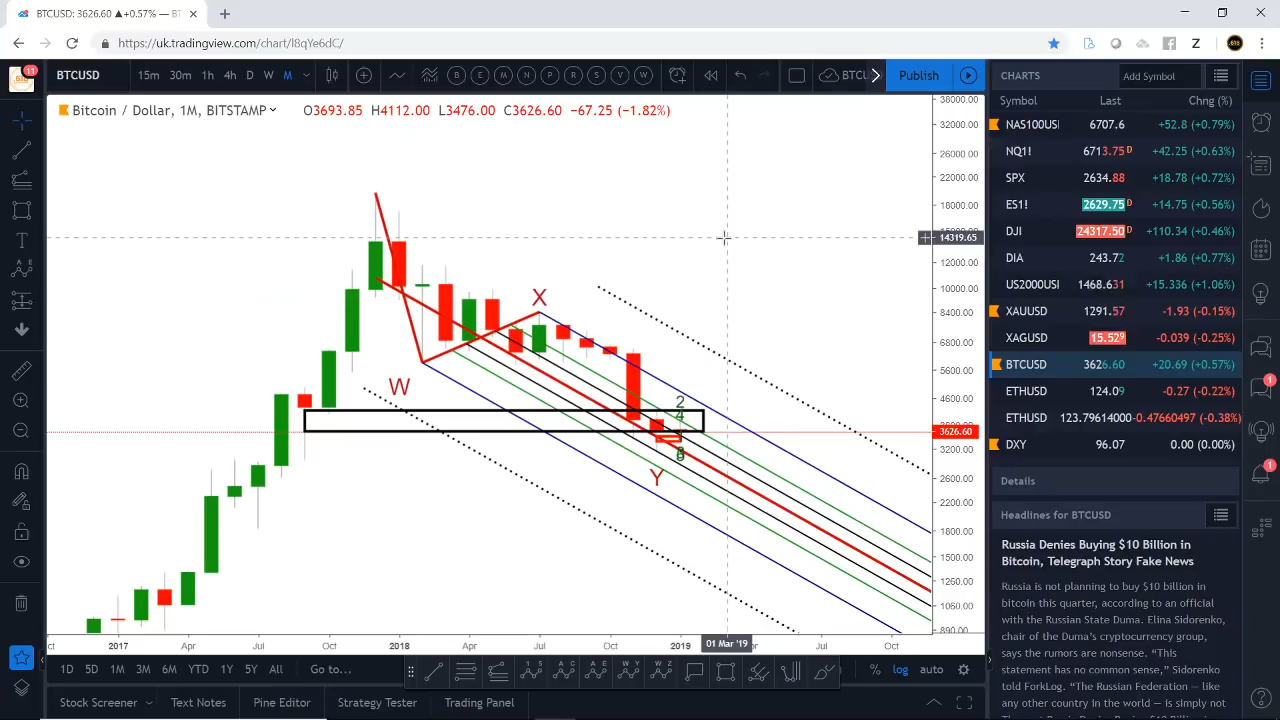 BTCUSD: 3626.60 ▲+0.57% — BT
https://uk.tradingview.com/chart/I8qYe6dC/
11
BTCUSD 15m 30m 1h 4h D W M BTCU Publish
CHARTS Add Symbol
Bitcoin / Dollar, 1M, BITSTAMP O3693.85 H4112.00 L3476.00 C3626.60 −67.25 (−1.82%)
Symbol Last Chng (%)
NAS100USI 6707.6 +52.8 (+0.79%)
NQ1! 6713.75 D +42.25 (+0.63%)
SPX 2634.88 +18.78 (+0.72%)
ES1! 2629.75 D +14.75 (+0.56%)
DJI 24317.50 D +110.34 (+0.46%)
DIA 243.72 +1.86 (+0.77%)
US2000USI 1468.631 +15.336 (+1.06%)
XAUUSD 1291.57 −1.93 (−0.15%)
XAGUSD 15.529 −0.039 (−0.25%)
BTCUSD 3626.60 +20.69 (+0.57%)
ETHUSD 124.09 −0.27 (−0.22%)
ETHUSD 123.79614000 −0.47660497 (−0.38%)
DXY 96.07 0.00 (0.00%)
Details
Headlines for BTCUSD
Russia Denies Buying $10 Billion in
Bitcoin, Telegraph Story Fake News
Russia is not planning to buy $10 billion in
bitcoin this quarter, according to an official
with the Russian State Duma. Elina Sidorenko,
chair of the Duma’s cryptocurrency group,
says the rumors are nonsense. “This
statement has no common sense,” Sidorenko
told ForkLog. “The Russian Federation — like
any other country in the world — is simply not
38000.00
32000.00
26000.00
22000.00
18000.00
14319.65
12000.00
10000.00
8400.00
6800.00
5600.00
4600.00
3626.60
3200.00
2600.00
2200.00
1800.00
1500.00
1260.00
1060.00
890.00
X
W
2
4
Y
1
1
2017 Apr Jul Oct 2018 Apr Jul Oct 2019 01 Mar '19 Jul Oct
1D 5D 1M 3M 6M YTD 1Y 5Y All Go to... % log auto
Stock Screener Text Notes Pine Editor Strategy Tester Trading Panel